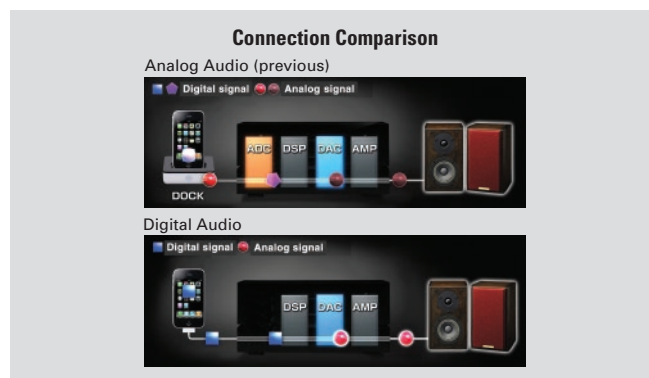 Connection Comparison
Analog Audio (previous)
Digital signal Analog signal
ADC DSP DAC AMP
DOCK
Digital Audio
Digital signal Analog signal
DSP DAC AMP